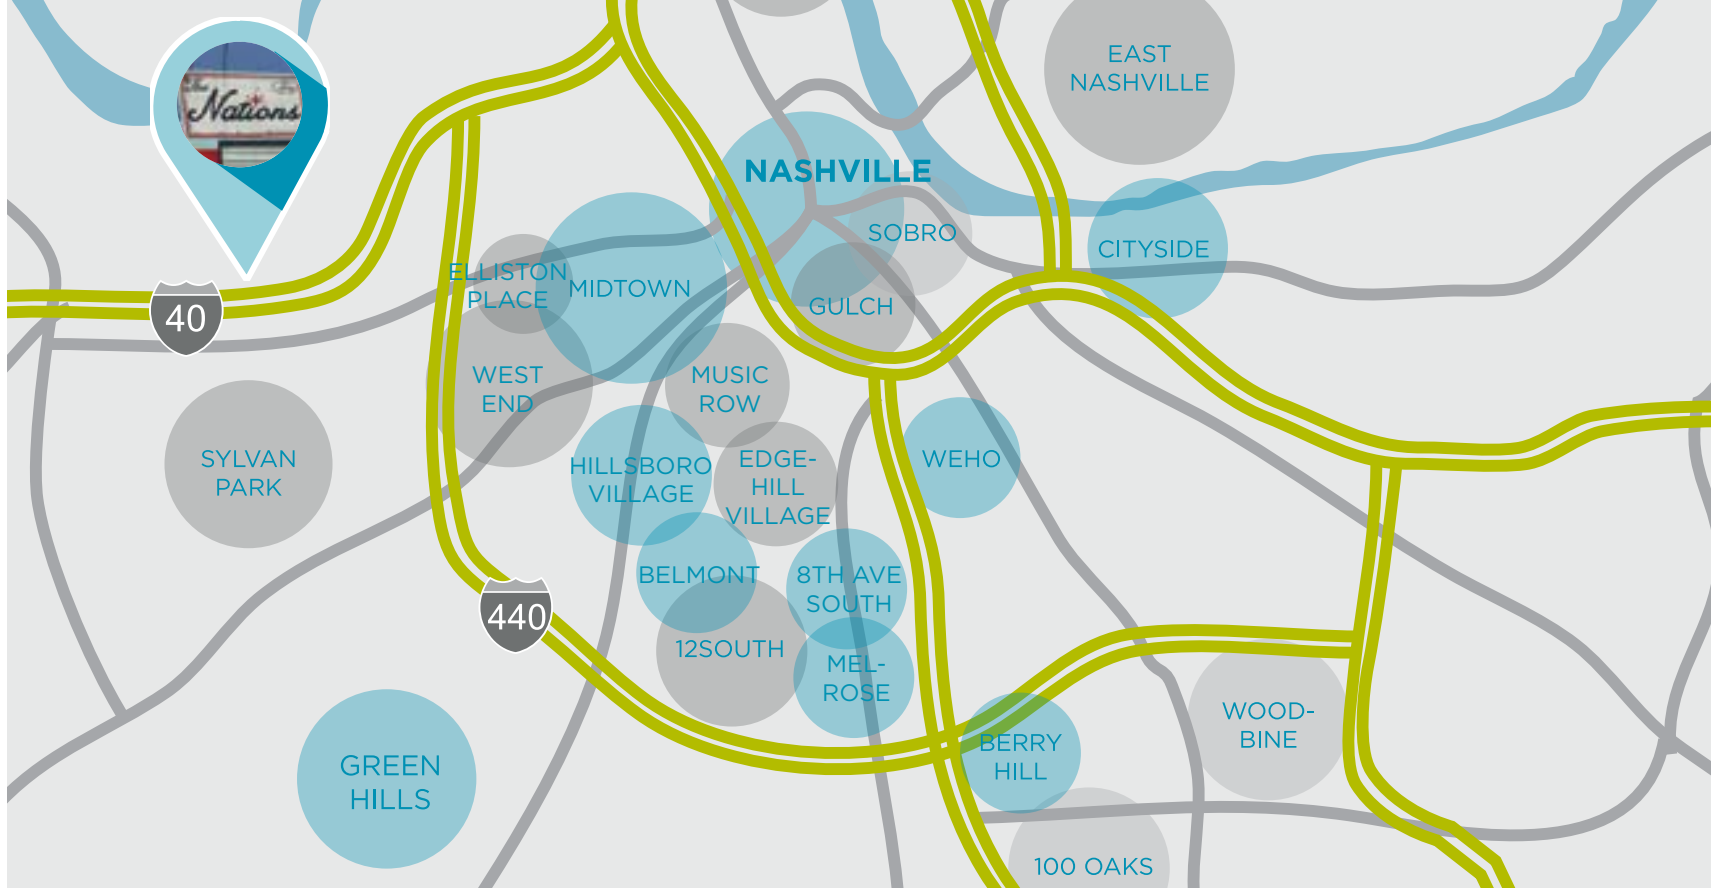 EAST
NASHVILLE
The
Nations
NASHVILLE
SOBRO
CITYSIDE
ELLISTON
PLACE
MIDTOWN
GULCH
40
WEST
END
MUSIC
ROW
SYLVAN
PARK
HILLSBORO
VILLAGE
EDGE-
HILL
VILLAGE
WEHO
BELMONT
8TH AVE
SOUTH
440
12SOUTH
MEL-
ROSE
WOOD-
BINE
BERRY
HILL
GREEN
HILLS
100 OAKS